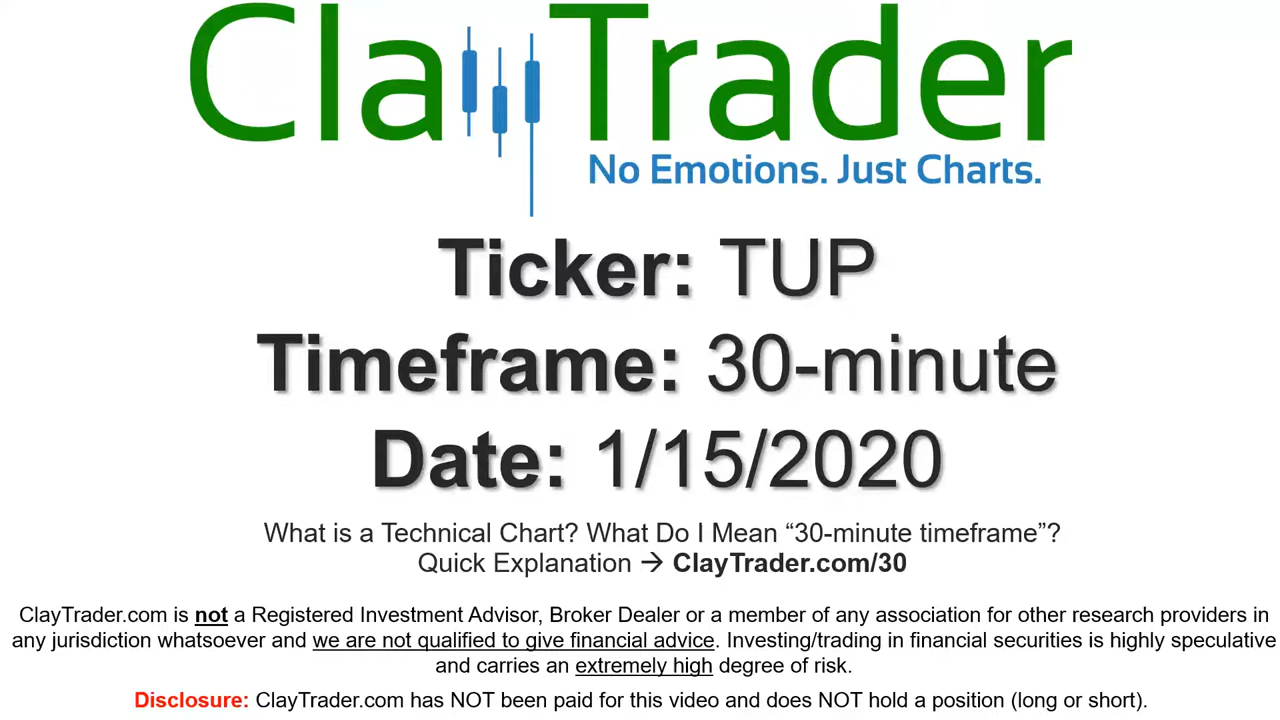 ClayTrader
No Emotions. Just Charts.
Ticker: TUP
Timeframe: 30-minute
Date: 1/15/2020
What is a Technical Chart? What Do I Mean “30-minute timeframe”?
Quick Explanation → ClayTrader.com/30
ClayTrader.com is not a Registered Investment Advisor, Broker Dealer or a member of any association for other research providers in
any jurisdiction whatsoever and we are not qualified to give financial advice. Investing/trading in financial securities is highly speculative
and carries an extremely high degree of risk.
Disclosure: ClayTrader.com has NOT been paid for this video and does NOT hold a position (long or short).